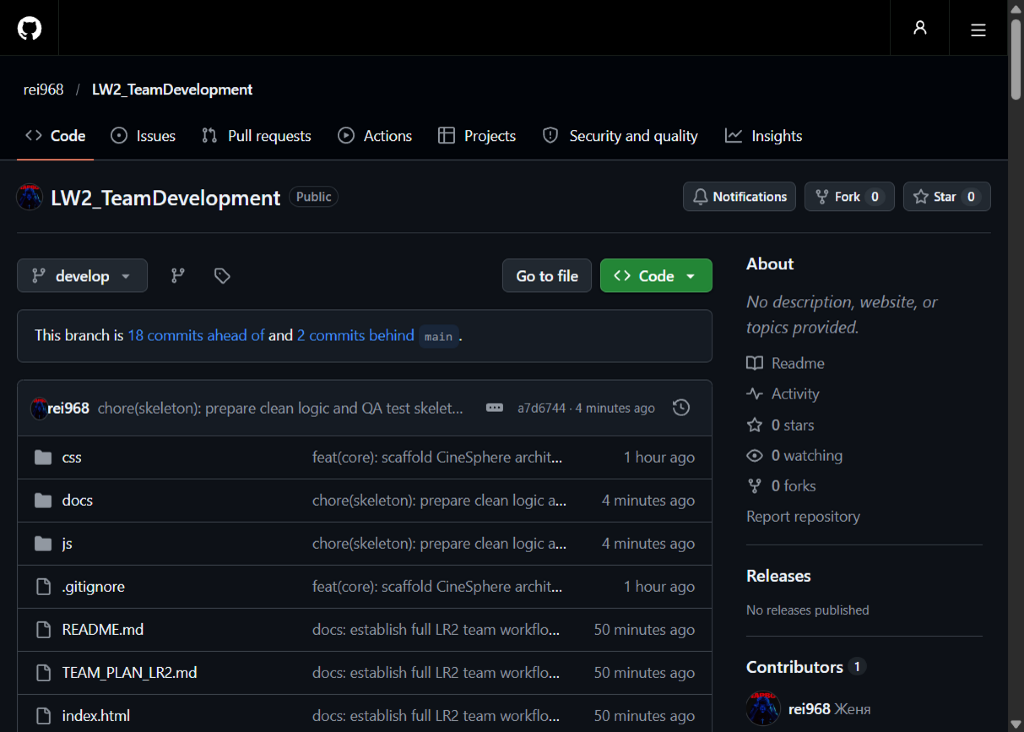 rei968 / LW2_TeamDevelopment
Code Issues Pull requests Actions Projects Security and quality Insights
LW2_TeamDevelopment Public Notifications Fork 0 Star 0
develop Go to file Code
This branch is 18 commits ahead of and 2 commits behind main .
rei968 chore(skeleton): prepare clean logic and QA test skelet... a7d6744 · 4 minutes ago
css feat(core): scaffold CineSphere archit... 1 hour ago
docs chore(skeleton): prepare clean logic a... 4 minutes ago
js chore(skeleton): prepare clean logic a... 4 minutes ago
.gitignore feat(core): scaffold CineSphere archit... 1 hour ago
README.md docs: establish full LR2 team workflo... 50 minutes ago
TEAM_PLAN_LR2.md docs: establish full LR2 team workflo... 50 minutes ago
index.html docs: establish full LR2 team workflo... 50 minutes ago
About
No description, website, or
topics provided.
Readme
Activity
0 stars
0 watching
0 forks
Report repository
Releases
No releases published
Contributors 1
rei968 Женя